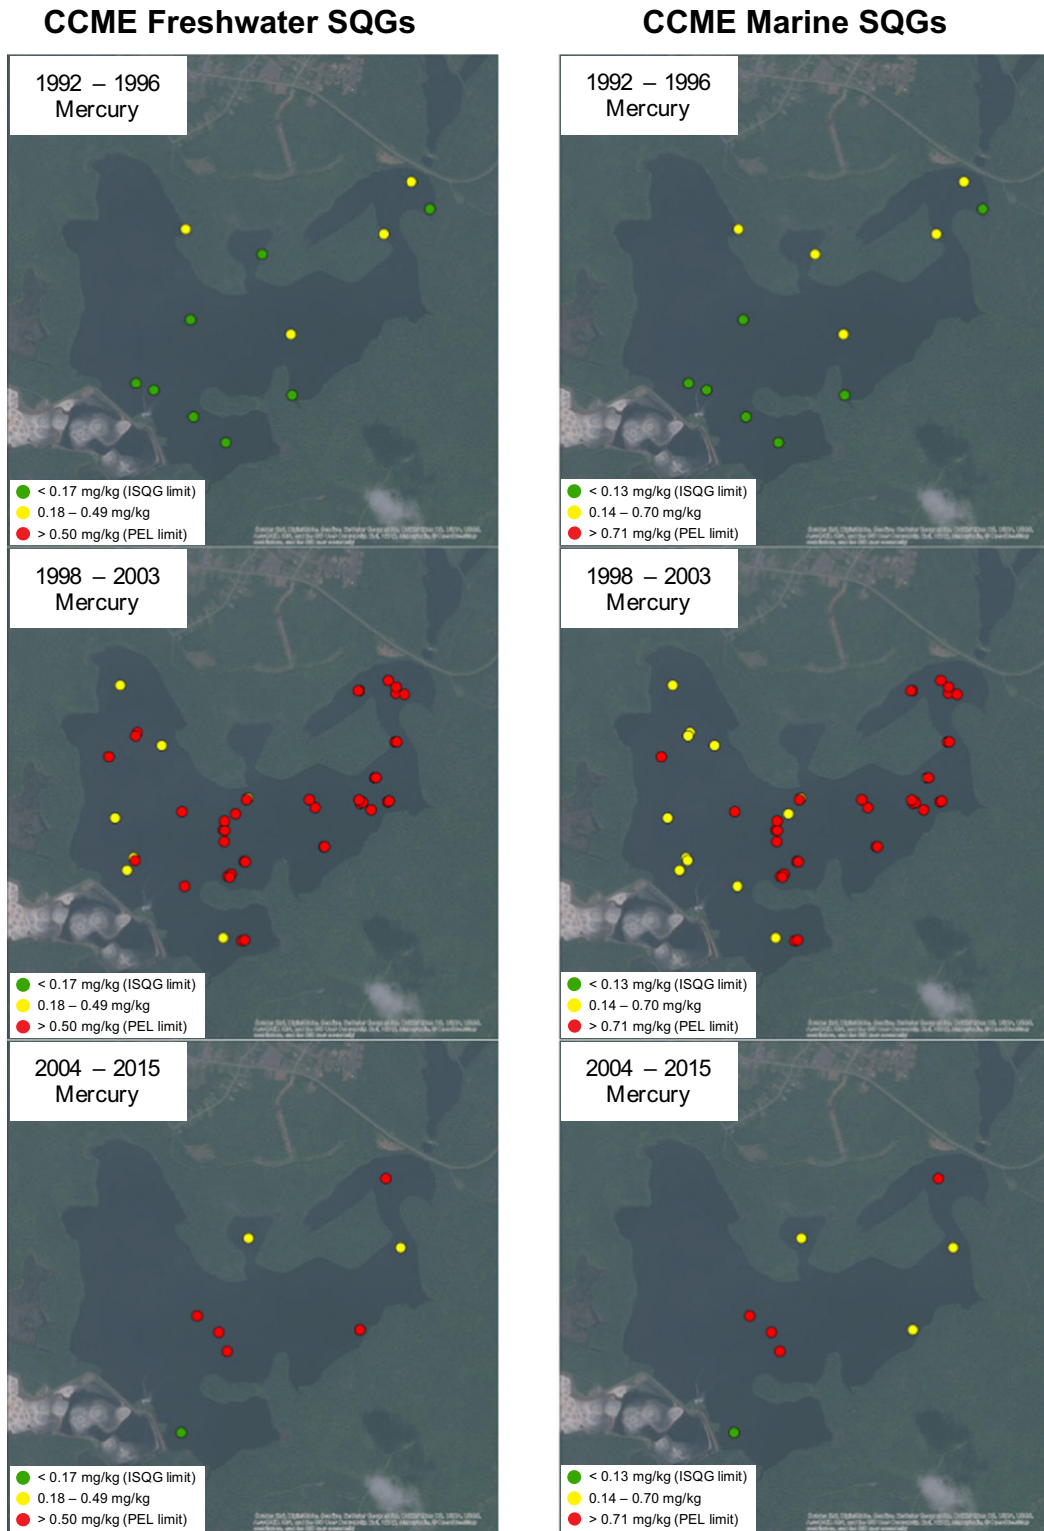 CCME Freshwater SQGs
CCME Marine SQGs
1992 – 1996
Mercury
< 0.17 mg/kg (ISQG limit)
0.18 – 0.49 mg/kg
> 0.50 mg/kg (PEL limit)
1992 – 1996
Mercury
< 0.13 mg/kg (ISQG limit)
0.14 – 0.70 mg/kg
> 0.71 mg/kg (PEL limit)
1998 – 2003
Mercury
< 0.17 mg/kg (ISQG limit)
0.18 – 0.49 mg/kg
> 0.50 mg/kg (PEL limit)
1998 – 2003
Mercury
< 0.13 mg/kg (ISQG limit)
0.14 – 0.70 mg/kg
> 0.71 mg/kg (PEL limit)
2004 – 2015
Mercury
< 0.17 mg/kg (ISQG limit)
0.18 – 0.49 mg/kg
> 0.50 mg/kg (PEL limit)
2004 – 2015
Mercury
< 0.13 mg/kg (ISQG limit)
0.14 – 0.70 mg/kg
> 0.71 mg/kg (PEL limit)